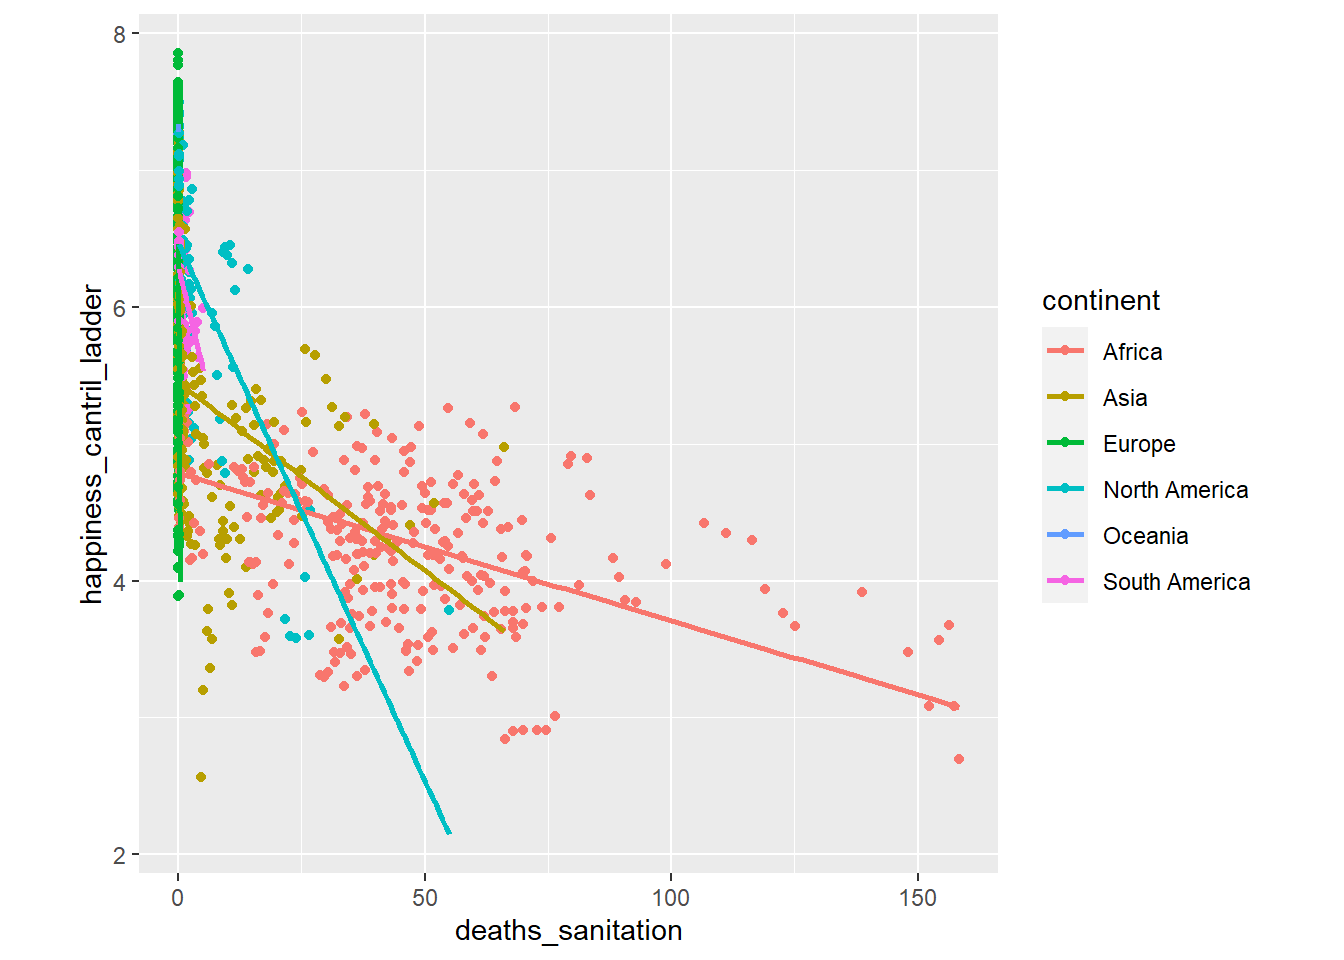 8
6
4
2
happiness_cantril_ladder
0
50
100
150
deaths_sanitation
continent
Africa
Asia
Europe
North America
Oceania
South America